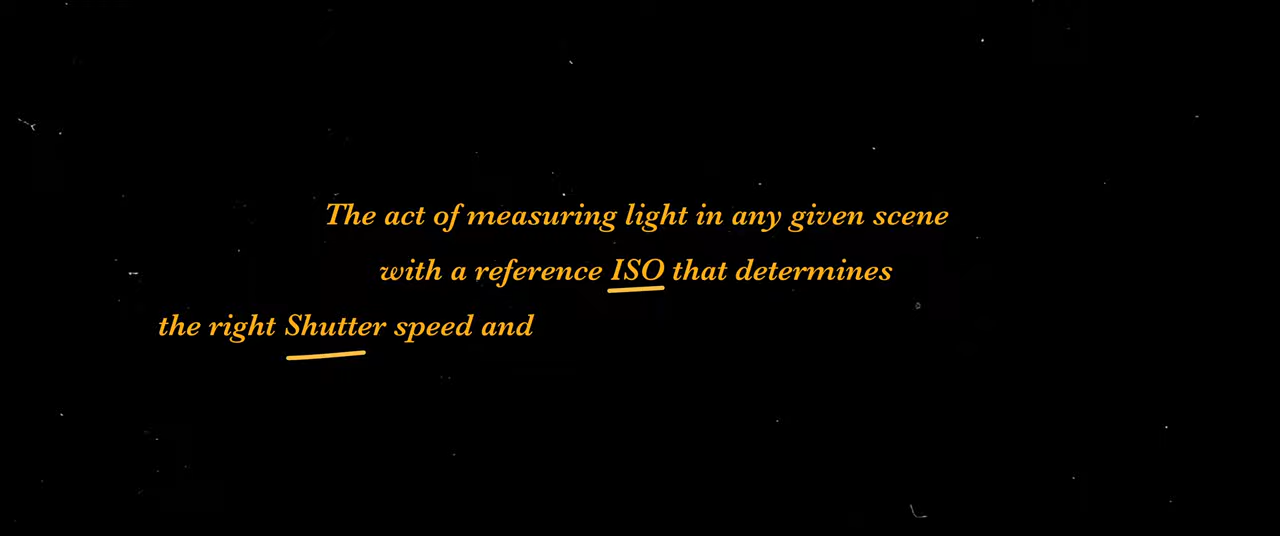 The act of measuring light in any given scene
with a reference ISO that determines
the right Shutter speed and